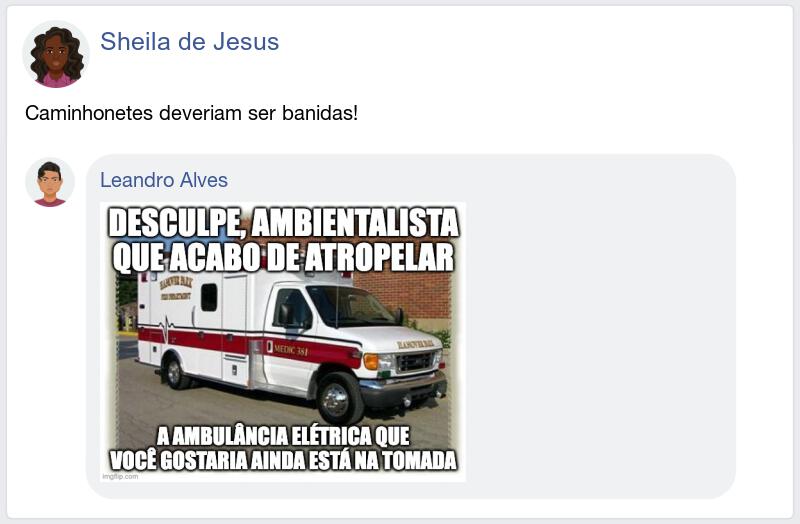 Sheila de Jesus
Caminhonetes deveriam ser banidas!
Leandro Alves
DESCULPE, AMBIENTALISTA
QUE ACABO DE ATROPELAR
HANOVER PARK
FIRE DEPARTMENT
MEDIC 381
HANOVER PARK
A AMBULÂNCIA ELÉTRICA QUE
VOCÊ GOSTARIA AINDA ESTÁ NA TOMADA
imgflip.com